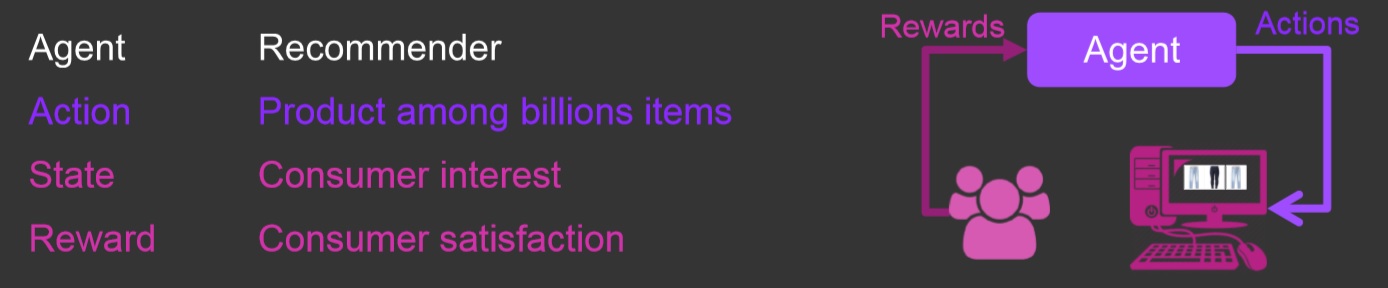 Agent Recommender
Action Product among billions items
State Consumer interest
Reward Consumer satisfaction
Rewards
Agent
Actions